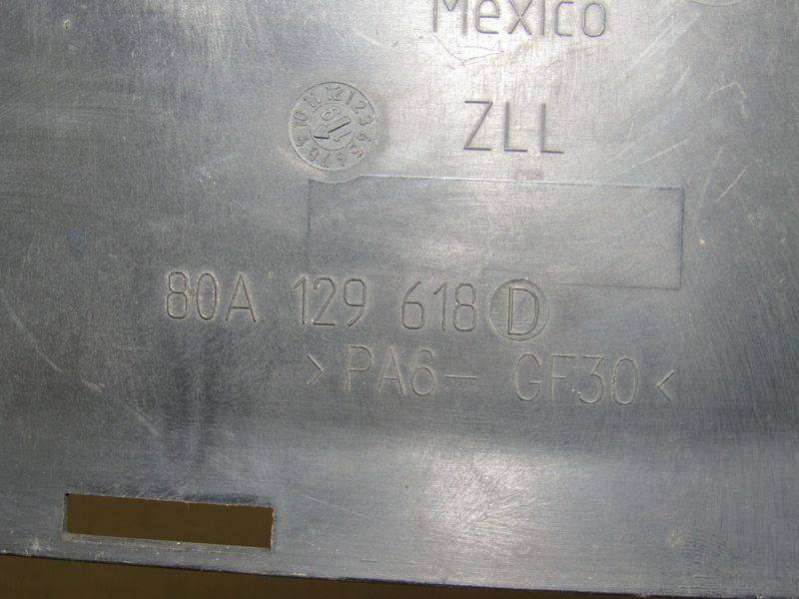 Mexico
ZLL
80A 129 618 D
>PA6- GF30<